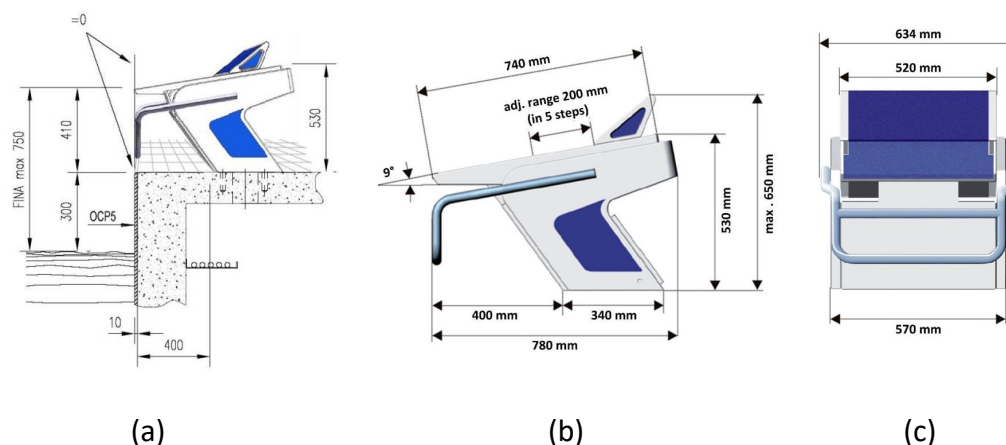 =0
FINA max 750
410
300
530
OCP5
10
400
(a)
740 mm
adj. range 200 mm
(in 5 steps)
9°
530 mm
max. 650 mm
400 mm
340 mm
780 mm
(b)
634 mm
520 mm
570 mm
(c)